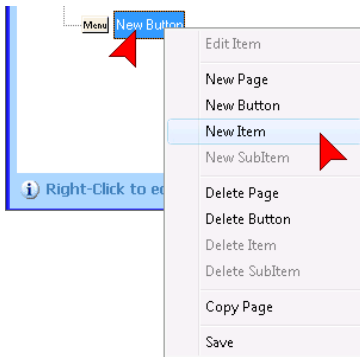 Menu New Button
Edit Item
New Page
New Button
New Item
New SubItem
Right-Click to e
Delete Page
Delete Button
Delete Item
Delete SubItem
Copy Page
Save